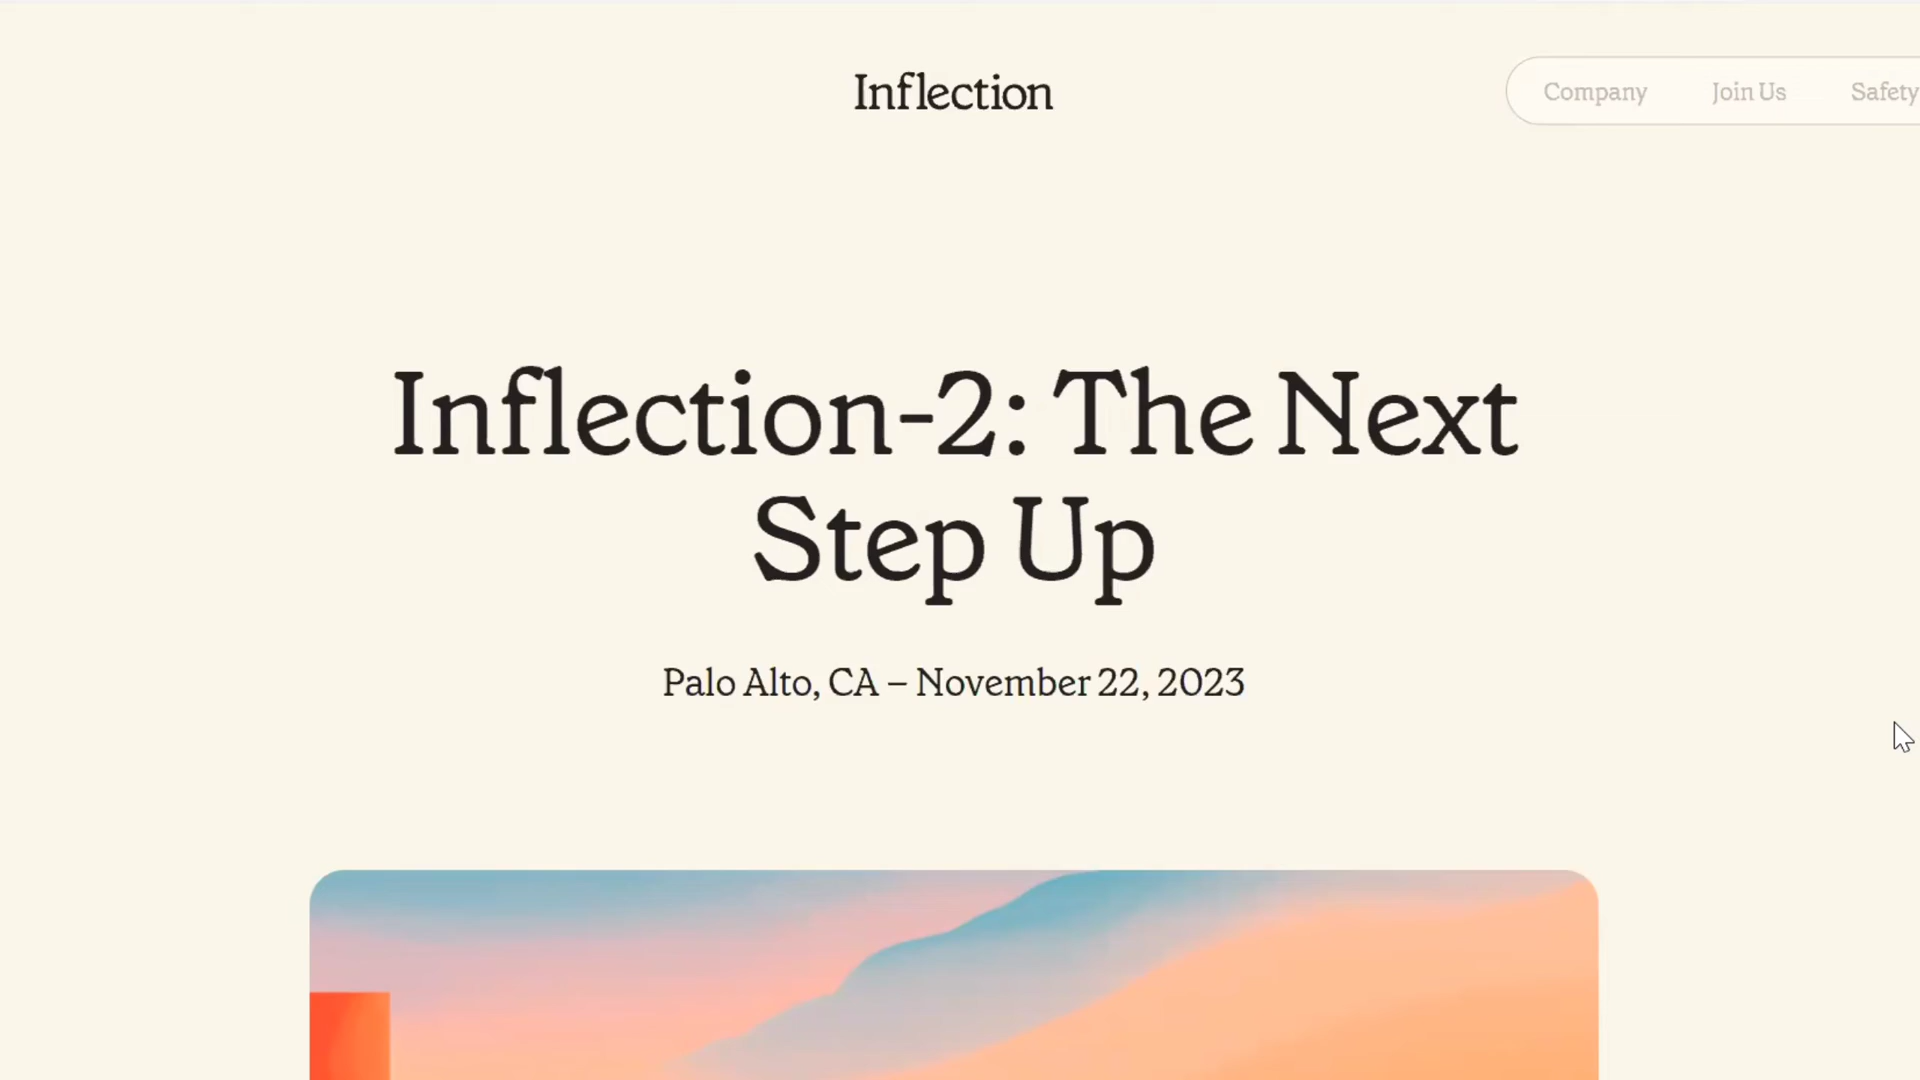 Inflection
Company Join Us Safety
Inflection-2: The Next
Step Up
Palo Alto, CA – November 22, 2023